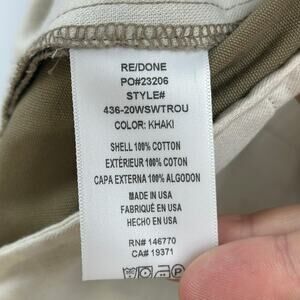 RE/DONE
PO#23206
STYLE#
436-20WSWTROU
COLOR: KHAKI
SHELL 100% COTTON
EXTÉRIEUR 100% COTON
CAPA EXTERNA 100% ALGODON
MADE IN USA
FABRIQUÉ EN USA
HECHO EN USA
RN# 146770
CA# 19371